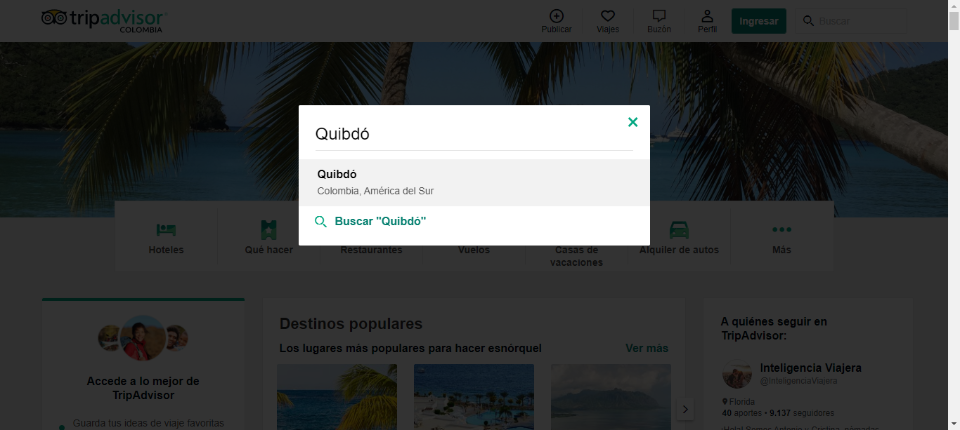 tripadvisor
COLOMBIA
Publicar
Viajes
Buzón
Perfil
Ingresar
Buscar
Quibdó
Quibdó
Colombia, América del Sur
Buscar "Quibdó"
Hoteles
Qué hacer
Restaurantes
Vuelos
Casas de
vacaciones
Alquiler de autos
Más
Accede a lo mejor de
TripAdvisor
Guarda tus ideas de viaje favoritas
Destinos populares
Los lugares más populares para hacer esnórquel
Ver más
A quiénes seguir en
TripAdvisor:
Inteligencia Viajera
@InteligenciaViajera
Florida
40 aportes • 9.137 seguidores